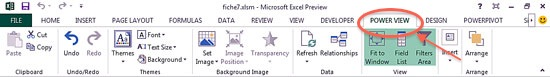 fiche7.xlsm - Microsoft Excel Preview
FILE HOME INSERT PAGE LAYOUT FORMULAS DATA REVIEW VIEW DEVELOPER POWER VIEW DESIGN POWERPIVOT
Paste Cut Copy Undo Redo Themes Font Text Size Background Set Image Image Position Transparency Refresh Relationships Fit to Window Field List Filters Area Insert Arrange
Clipboard Undo/Redo Themes Background Image Data View Arrange